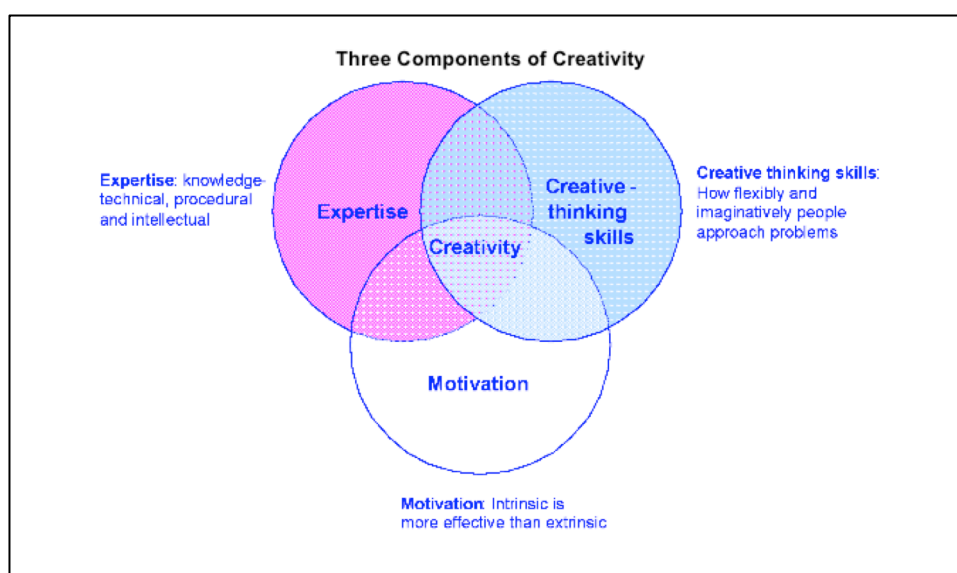 Three Components of Creativity
Expertise: knowledge-
technical, procedural
and intellectual
Expertise
Creative -
thinking
skills
Creative thinking skills:
How flexibly and
imaginatively people
approach problems
Creativity
Motivation
Motivation: Intrinsic is
more effective than extrinsic